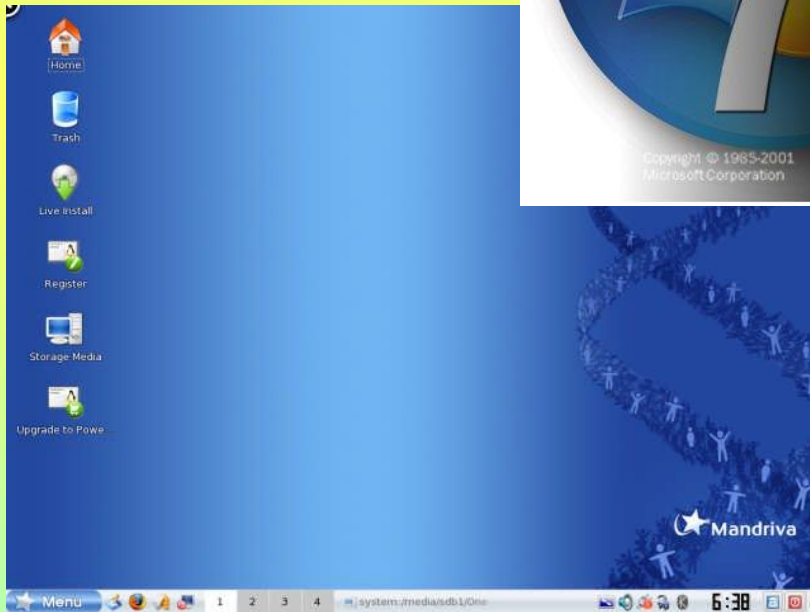 Home
Trash
Live Install
Register
Storage Media
Upgrade to Powe...
7
Copyright © 1985-2001
Microsoft Corporation
Mandriva
Menu 1 2 3 4 system:/media/sdb1/One 6:38